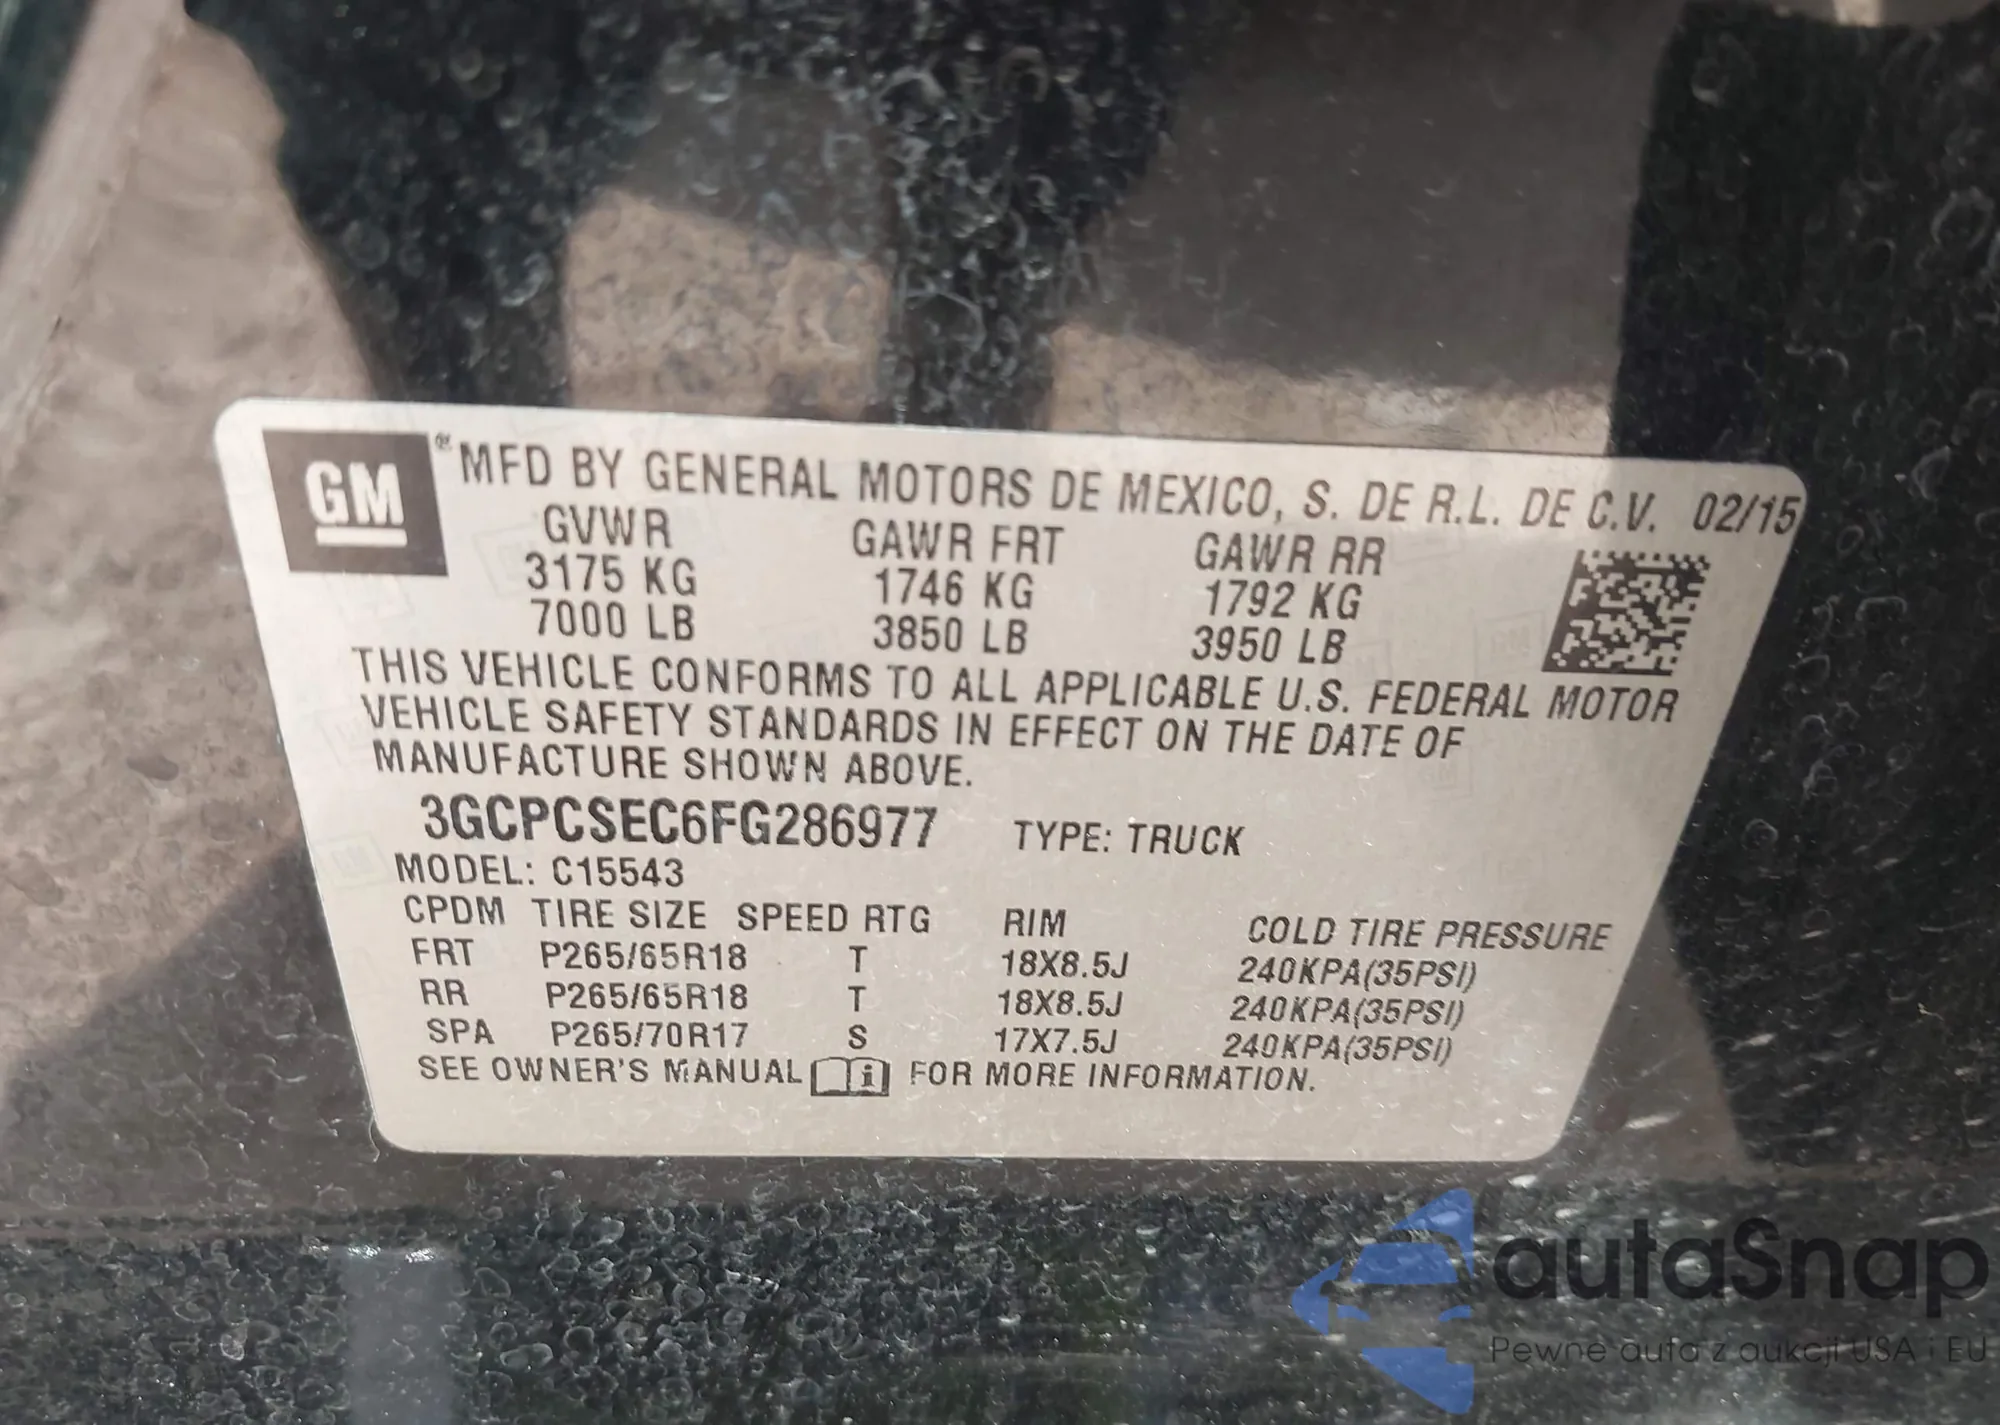 GM
® MFD BY GENERAL MOTORS DE MEXICO, S. DE R.L. DE C.V. 02/15
GVWR GAWR FRT GAWR RR
3175 KG 1746 KG 1792 KG
7000 LB 3850 LB 3950 LB
THIS VEHICLE CONFORMS TO ALL APPLICABLE U.S. FEDERAL MOTOR
VEHICLE SAFETY STANDARDS IN EFFECT ON THE DATE OF
MANUFACTURE SHOWN ABOVE.
3GCPCSEC6FG286977 TYPE: TRUCK
MODEL: C15543
CPDM TIRE SIZE SPEED RTG RIM COLD TIRE PRESSURE
FRT P265/65R18 T 18X8.5J 240KPA(35PSI)
RR P265/65R18 T 18X8.5J 240KPA(35PSI)
SPA P265/70R17 S 17X7.5J 240KPA(35PSI)
SEE OWNER'S MANUAL i FOR MORE INFORMATION.
autaSnap
Pewne auta z aukcji USA i EU